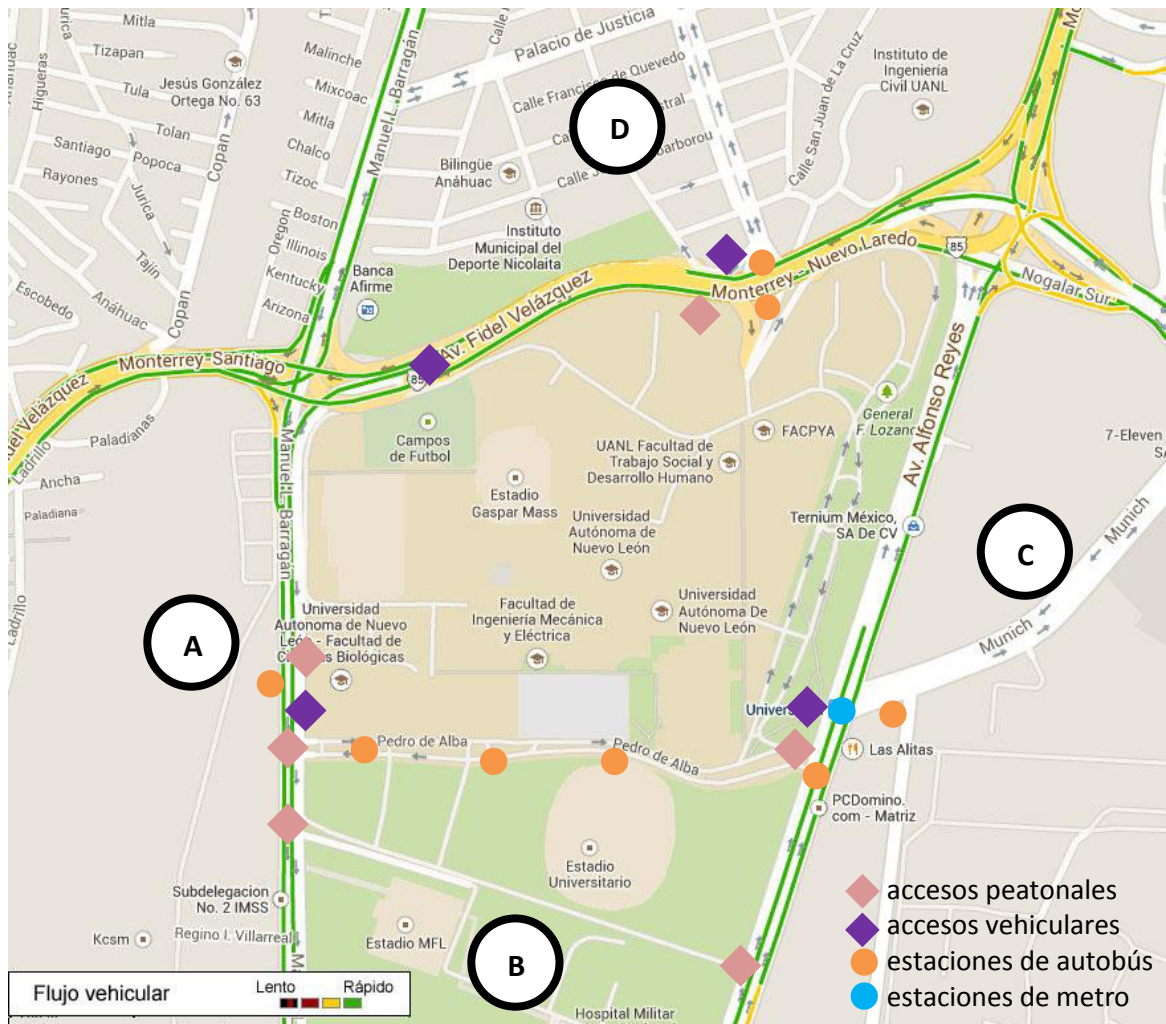 Mitla
Tizapan
Jesús González
Ortega No. 63
Higueras
Tula
Tolan
Santiago
Popoca
Rayones
Jurica
Tajín
Copan
Malinche
Mixcoac
Mitla
Chalco
Tizoc
Boston
Oregon
Illinois
Kentucky
Arizona
Manuel L. Barragán
Palacio de Justicia
Calle Francisco de Quevedo
Bilingüe
Anáhuac
Instituto
Municipal del
Deporte Nicolaita
Banca
Afirme
D
Calle San Juan de La Cruz
Instituto de
Ingeniería
Civil UANL
Escobedo
Anáhuac
Copan
Monterrey-Santiago
Av. Fidel Velázquez
Monterrey - Nuevo Laredo
85
85
Nogalar Sur
Ladrillo
Paladianas
Ancha
Paladiana
Ladrillo
Manuel L. Barragan
Campos
de Futbol
Estadio
Gaspar Mass
UANL Facultad de
Trabajo Social y
Desarrollo Humano
FACPYA
General
F. Lozano
Av. Alfonso Reyes
7-Eleven
Ternium México,
SA De CV
Universidad
Autónoma de
Nuevo León
Munich
C
Munich
A
Universidad
Autonoma de Nuevo
León - Facultad de
Biológicas
Facultad de
Ingeniería Mecánica
y Eléctrica
Universidad
Autónoma De
Nuevo León
Pedro de Alba
Pedro de Alba
Las Alitas
PCDomino.
com - Matriz
Estadio
Universitario
Subdelegacion
No. 2 IMSS
Kcsm
Regino I. Villarreal
Estadio MFL
B
Hospital Militar
accesos peatonales
accesos vehiculares
estaciones de autobús
estaciones de metro
Flujo vehicular
Lento
Rápido